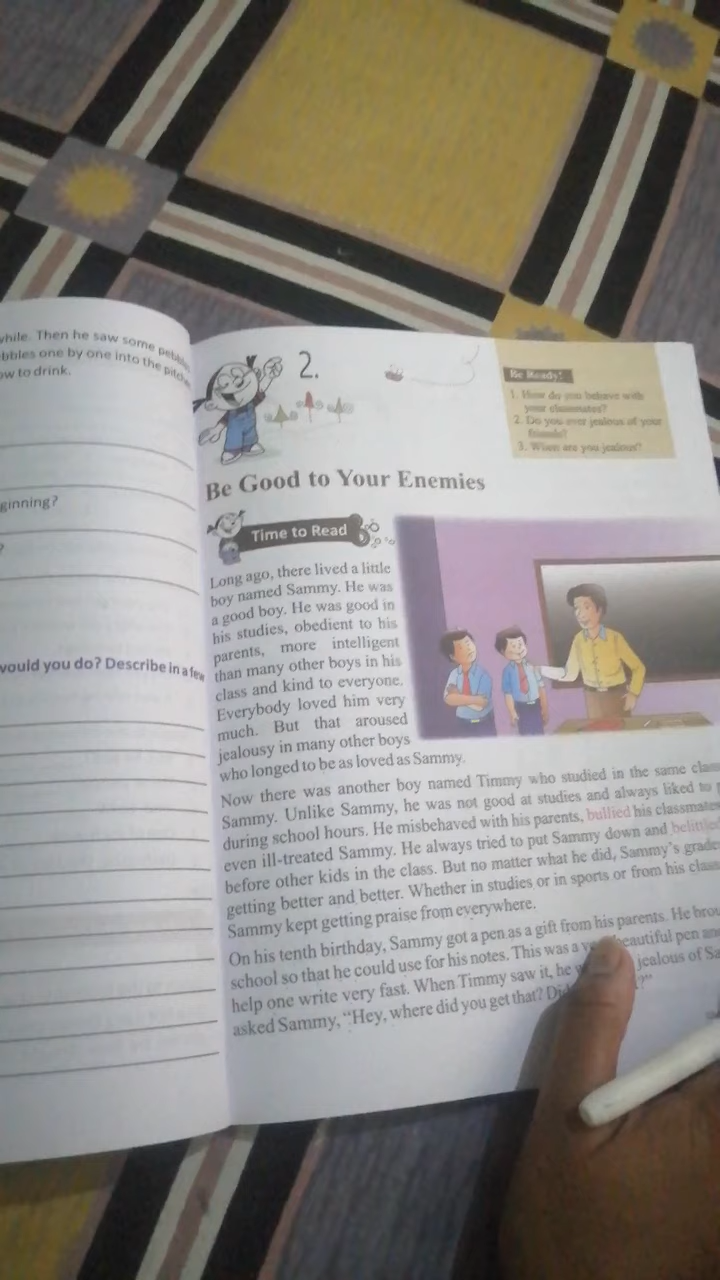 while. Then he saw some pebbles
bbles one by one into the pitcher
ow to drink.
ginning?
?
would you do? Describe in a few
2.
Be Ready!
1. How do you behave with
your classmates?
2. Do you ever jealous of your
friends?
3. When are you jealous?
Be Good to Your Enemies
Time to Read
Long ago, there lived a little
boy named Sammy. He was
a good boy. He was good in
his studies, obedient to his
parents, more intelligent
than many other boys in his
class and kind to everyone.
Everybody loved him very
much. But that aroused
jealousy in many other boys
who longed to be as loved as Sammy.
Now there was another boy named Timmy who studied in the same clas
Sammy. Unlike Sammy, he was not good at studies and always liked to p
during school hours. He misbehaved with his parents, bullied his classmate
even ill-treated Sammy. He always tried to put Sammy down and belittle
before other kids in the class. But no matter what he did, Sammy's grade
getting better and better. Whether in studies or in sports or from his class
Sammy kept getting praise from everywhere.
On his tenth birthday, Sammy got a pen as a gift from his parents. He brou
school so that he could use for his notes. This was a beautiful pen and
help one write very fast. When Timmy saw it, he jealous of Sa
asked Sammy, "Hey, where did you get that? Did ?"